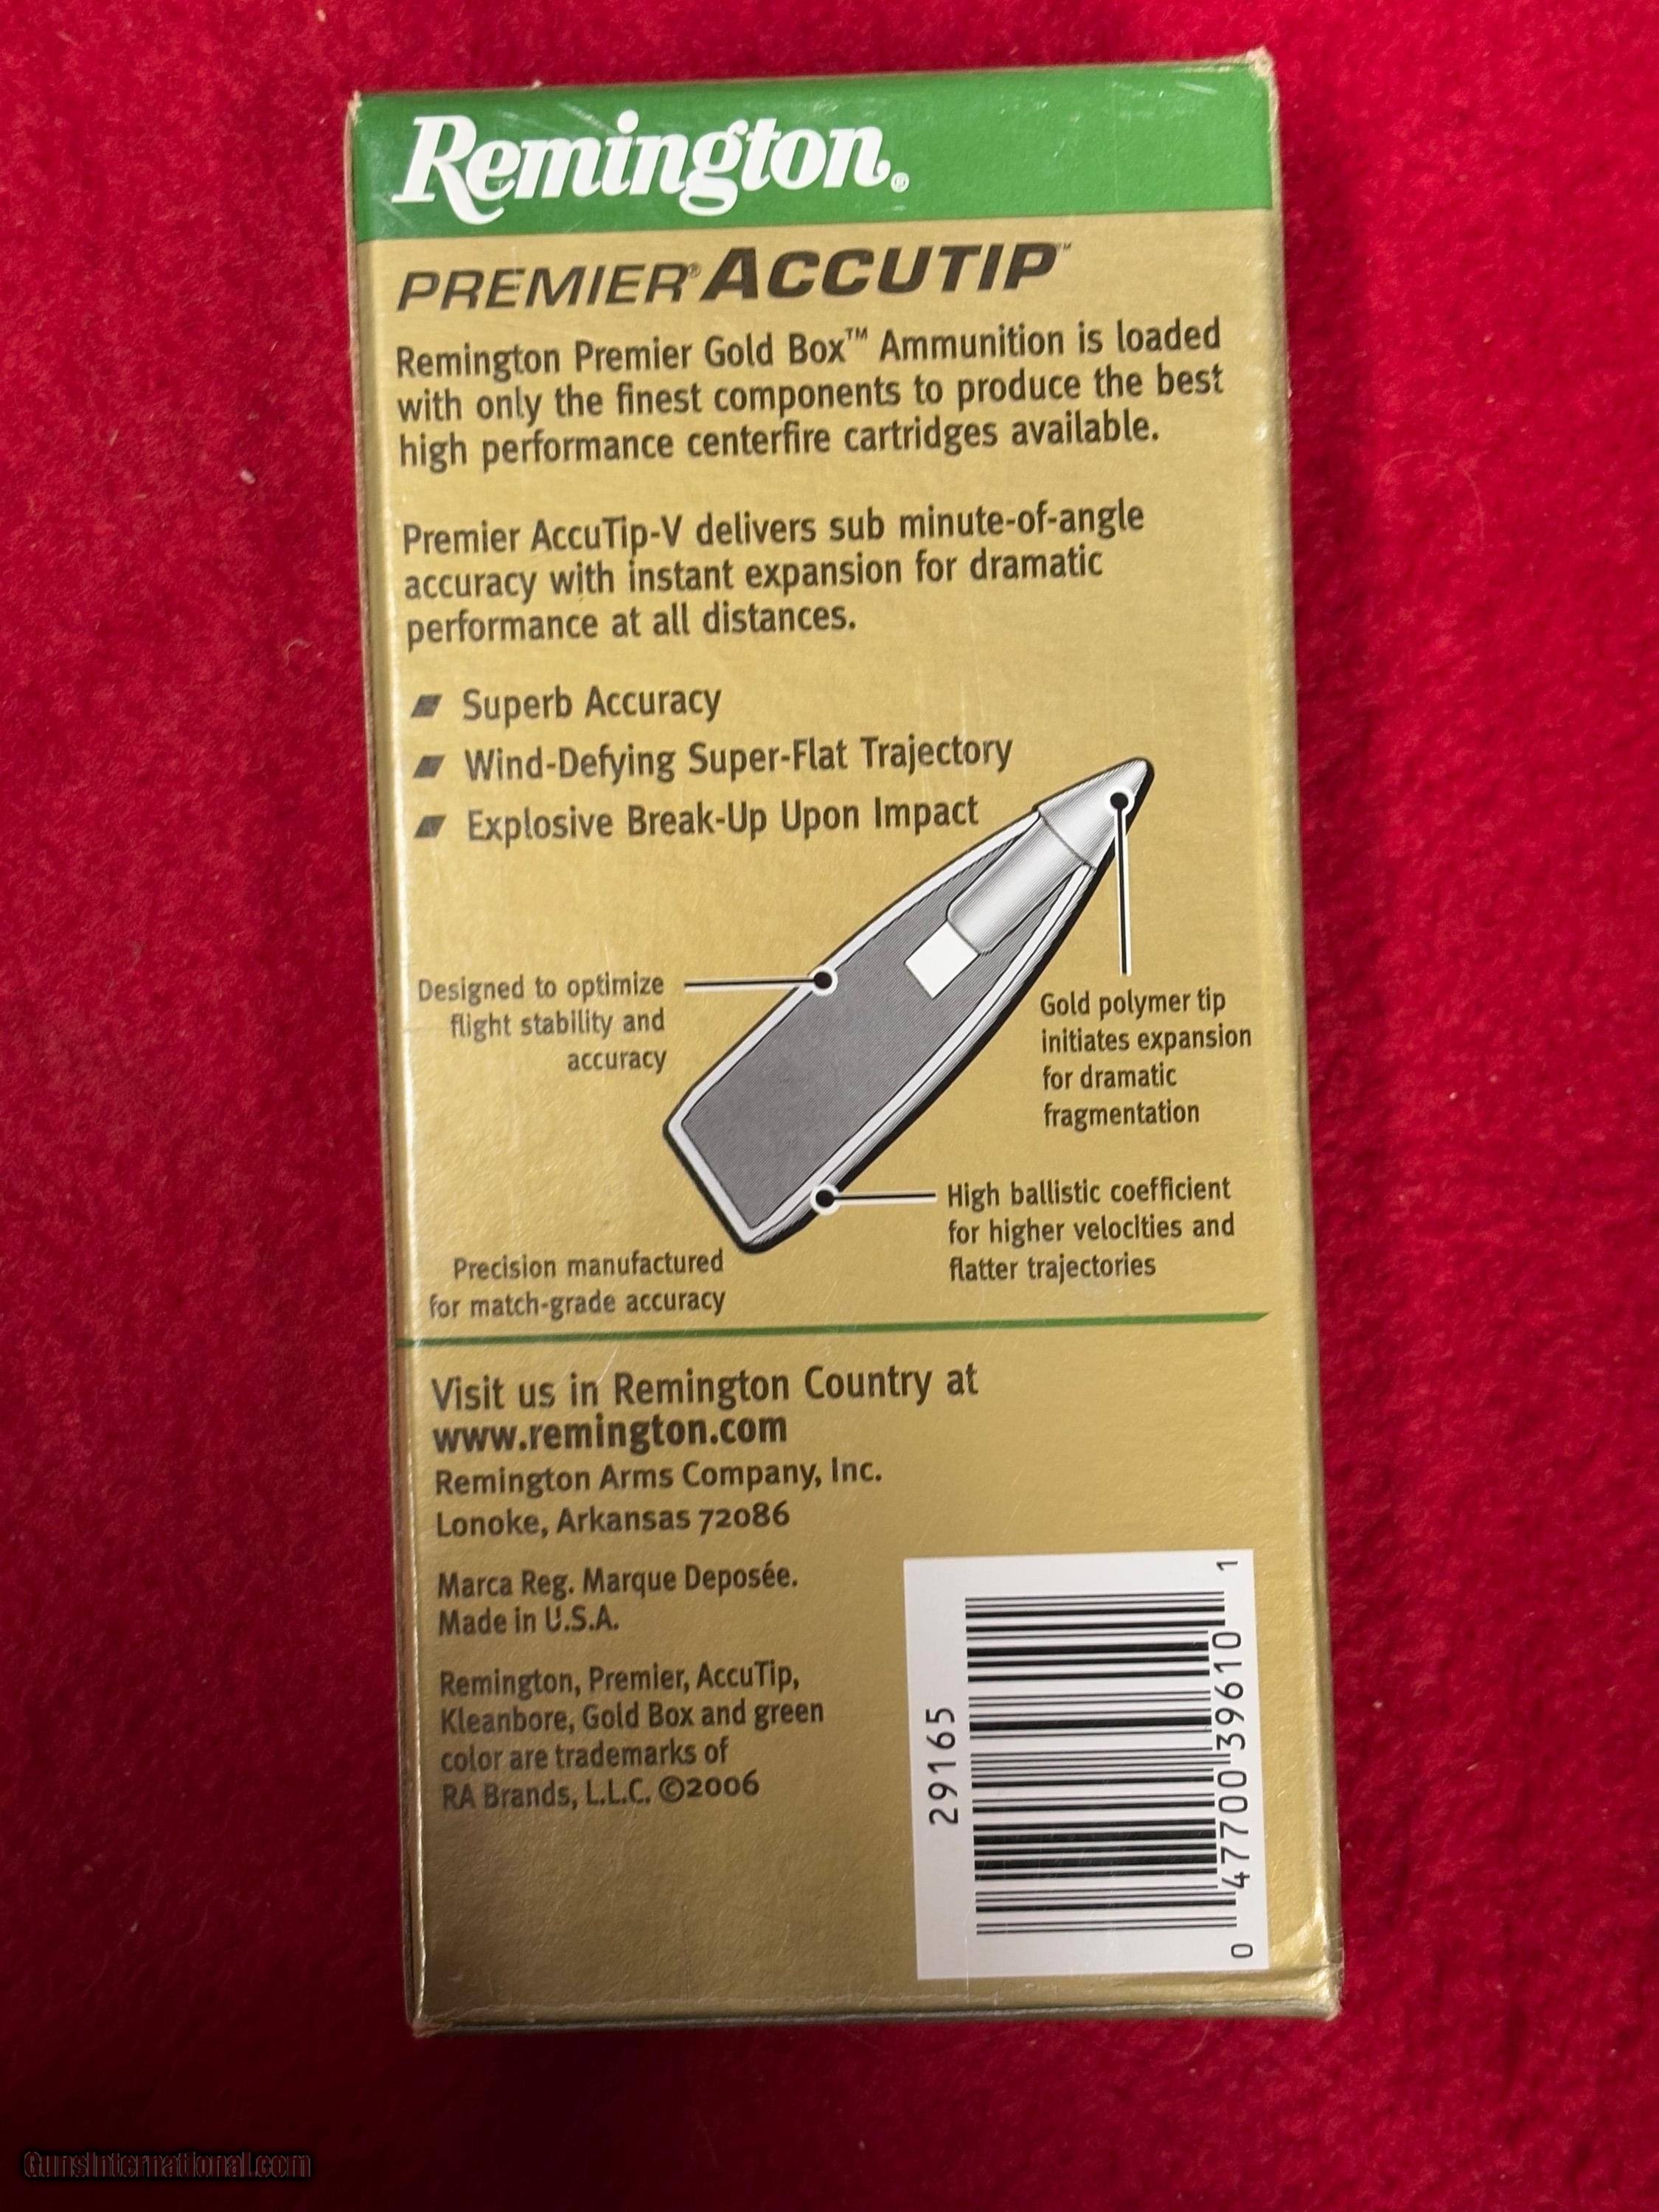 Remington®
PREMIER® ACCUTIP™
Remington Premier Gold Box™ Ammunition is loaded
with only the finest components to produce the best
high performance centerfire cartridges available.
Premier AccuTip-V delivers sub minute-of-angle
accuracy with instant expansion for dramatic
performance at all distances.
Superb Accuracy
Wind-Defying Super-Flat Trajectory
Explosive Break-Up Upon Impact
Designed to optimize
flight stability and
accuracy
Gold polymer tip
initiates expansion
for dramatic
fragmentation
High ballistic coefficient
for higher velocities and
flatter trajectories
Precision manufactured
for match-grade accuracy
Visit us in Remington Country at
www.remington.com
Remington Arms Company, Inc.
Lonoke, Arkansas 72086
Marca Reg. Marque Deposée.
Made in U.S.A.
Remington, Premier, AccuTip,
Kleanbore, Gold Box and green
color are trademarks of
RA Brands, L.L.C. ©2006
29165
0 47700 39610 1
GunsInternational.com